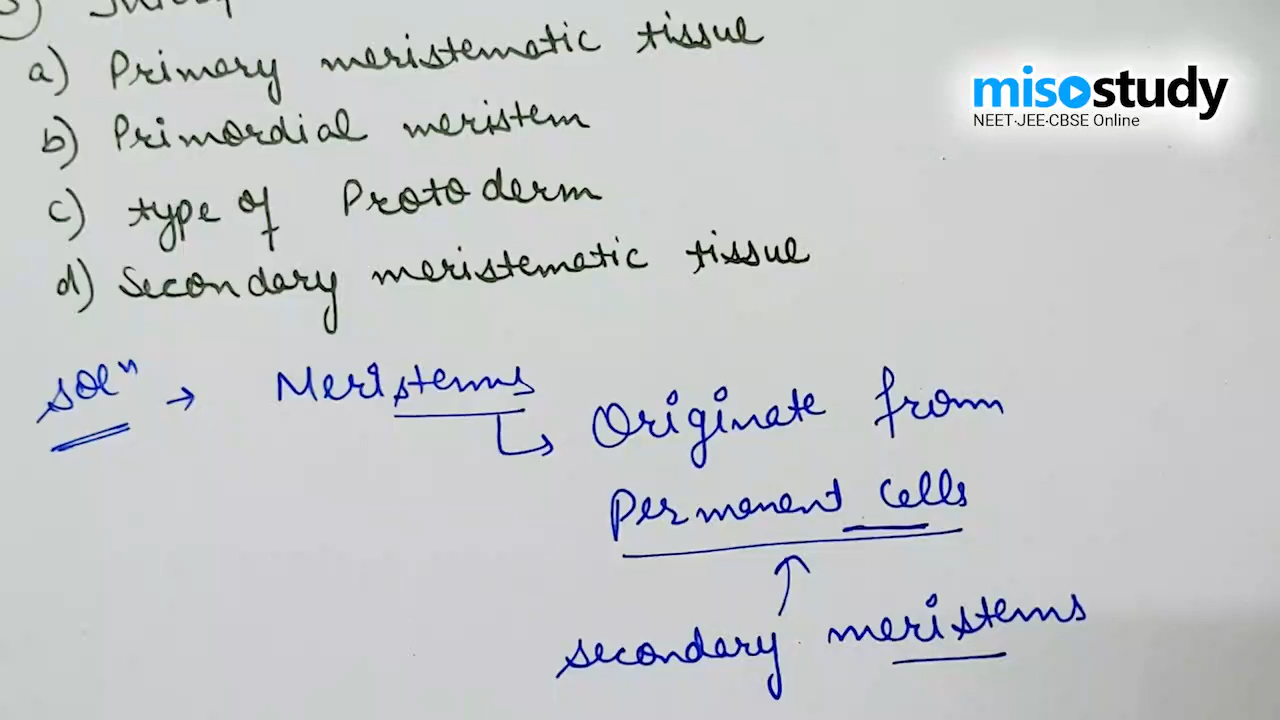 a) Primary meristematic tissue
b) Primordial meristem
c) type of Protoderm
d) Secondary meristematic tissue
misostudy
NEET-JEE-CBSE Online
Solⁿ → Meristems
Originate from
Permanent cells
secondary meristems